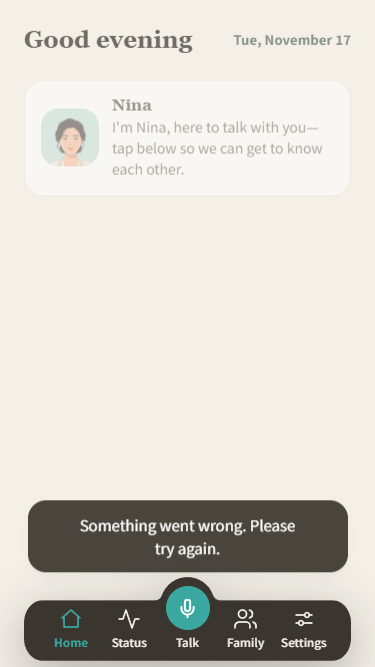 Good evening
Tue, November 17
Nina
I'm Nina, here to talk with you—
tap below so we can get to know
each other.
Something went wrong. Please
try again.
Home
Status
Talk
Family
Settings